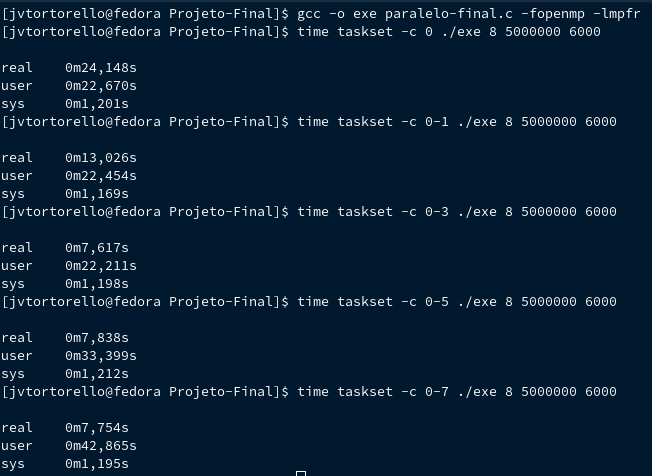 [jvtortorello@fedora Projeto-Final]$ gcc -o exe paralelo-final.c -fopenmp -lmpfr
[jvtortorello@fedora Projeto-Final]$ time taskset -c 0 ./exe 8 5000000 6000
real    0m24,148s
user    0m22,670s
sys     0m1,201s
[jvtortorello@fedora Projeto-Final]$ time taskset -c 0-1 ./exe 8 5000000 6000
real    0m13,026s
user    0m22,454s
sys     0m1,169s
[jvtortorello@fedora Projeto-Final]$ time taskset -c 0-3 ./exe 8 5000000 6000
real    0m7,617s
user    0m22,211s
sys     0m1,198s
[jvtortorello@fedora Projeto-Final]$ time taskset -c 0-5 ./exe 8 5000000 6000
real    0m7,838s
user    0m33,399s
sys     0m1,212s
[jvtortorello@fedora Projeto-Final]$ time taskset -c 0-7 ./exe 8 5000000 6000
real    0m7,754s
user    0m42,865s
sys     0m1,195s